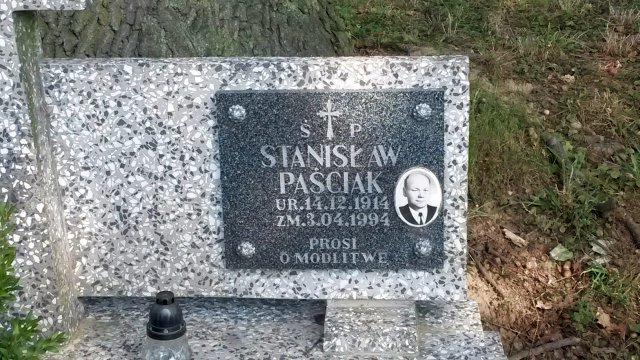 Ś P
STANISŁAW
PAŚCIAK
UR.14.12.1914
ZM.3.04.1994
PROSI
O MODLITWĘ